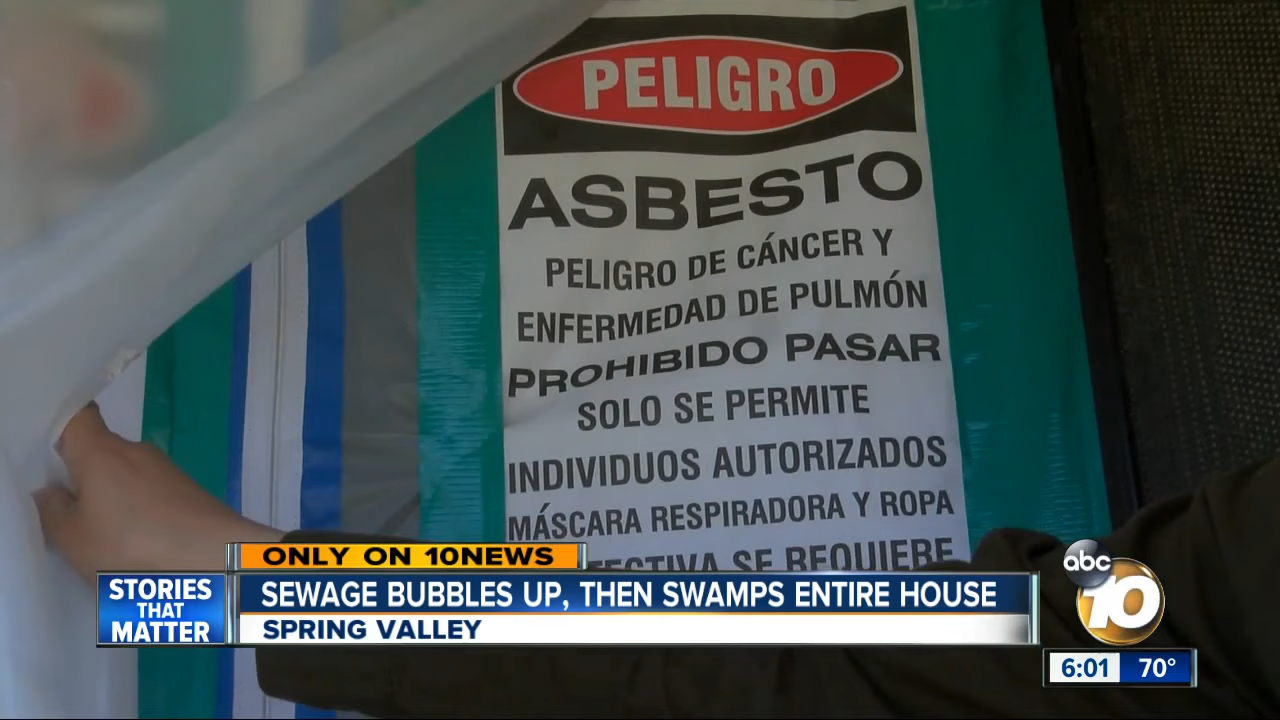 PELIGRO
ASBESTO
PELIGRO DE CÁNCER Y
ENFERMEDAD DE PULMÓN
PROHIBIDO PASAR
SOLO SE PERMITE
INDIVIDUOS AUTORIZADOS
MÁSCARA RESPIRADORA Y ROPA
SE REQUIERE
ONLY ON 10NEWS
STORIES THAT MATTER
SEWAGE BUBBLES UP, THEN SWAMPS ENTIRE HOUSE
SPRING VALLEY
abc
10
6:01 70°